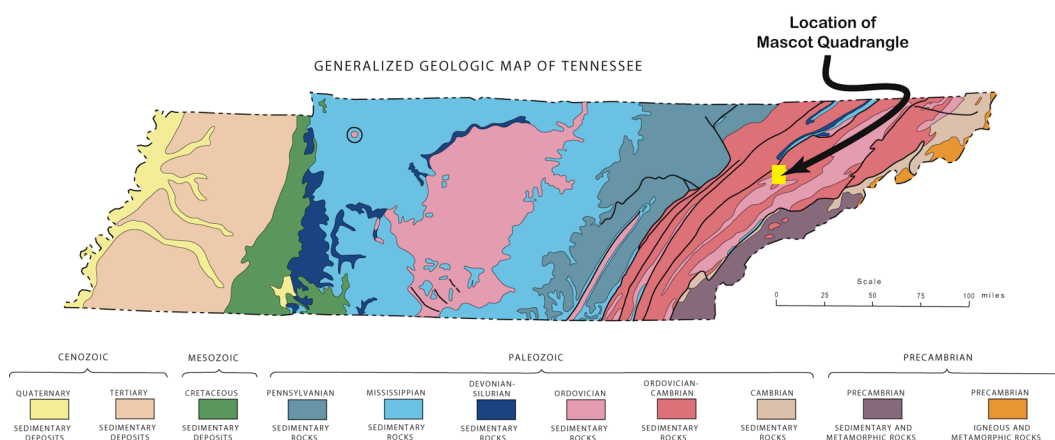 Location of
Mascot Quadrangle
GENERALIZED GEOLOGIC MAP OF TENNESSEE
Scale
0 25 50 75 100 miles
CENOZOIC MESOZOIC PALEOZOIC PRECAMBRIAN
QUATERNARY TERTIARY CRETACEOUS PENNSYLVANIAN MISSISSIPPIAN DEVONIAN-SILURIAN ORDOVICIAN ORDOVICIAN-CAMBRIAN CAMBRIAN PRECAMBRIAN PRECAMBRIAN
SEDIMENTARY SEDIMENTARY SEDIMENTARY SEDIMENTARY SEDIMENTARY SEDIMENTARY SEDIMENTARY SEDIMENTARY SEDIMENTARY SEDIMENTARY AND IGNEOUS AND
DEPOSITS DEPOSITS DEPOSITS ROCKS ROCKS ROCKS ROCKS ROCKS ROCKS METAMORPHIC ROCKS METAMORPHIC ROCKS